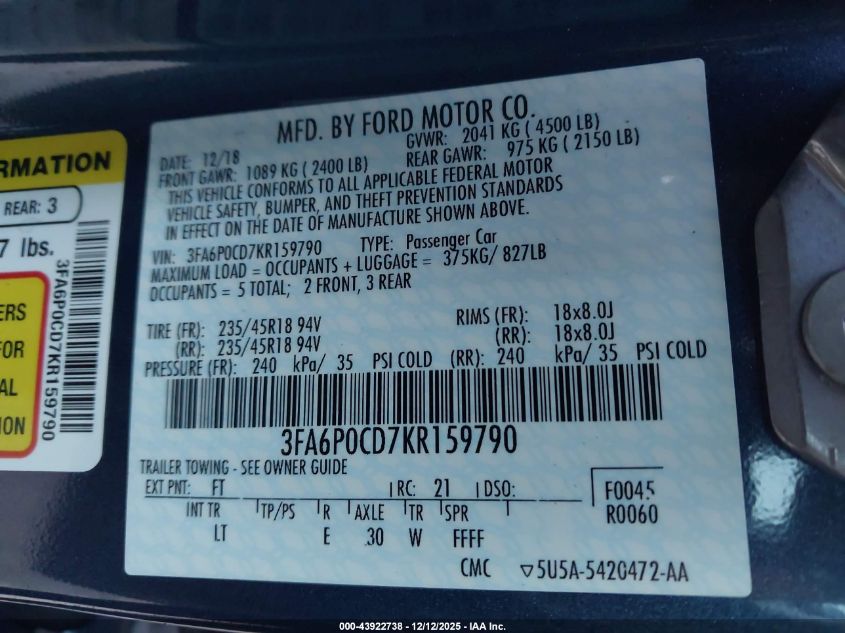 RMATION
REAR: 3
7 lbs.
ERS
FOR
AL
ION
3FA6P0CD7KR159790
MFD. BY FORD MOTOR CO.
DATE: 12/18 GVWR: 2041 KG ( 4500 LB)
FRONT GAWR: 1089 KG ( 2400 LB) REAR GAWR: 975 KG ( 2150 LB)
THIS VEHICLE CONFORMS TO ALL APPLICABLE FEDERAL MOTOR
VEHICLE SAFETY, BUMPER, AND THEFT PREVENTION STANDARDS
IN EFFECT ON THE DATE OF MANUFACTURE SHOWN ABOVE.
VIN: 3FA6P0CD7KR159790 TYPE: Passenger Car
MAXIMUM LOAD = OCCUPANTS + LUGGAGE = 375KG/ 827LB
OCCUPANTS = 5 TOTAL; 2 FRONT, 3 REAR
TIRE (FR): 235/45R18 94V RIMS (FR): 18x8.0J
(RR): 235/45R18 94V (RR): 18x8.0J
PRESSURE (FR): 240 kPa/ 35 PSI COLD (RR): 240 kPa/ 35 PSI COLD
3FA6P0CD7KR159790
TRAILER TOWING - SEE OWNER GUIDE
EXT PNT: FT RC: 21 DSO: F0045
INT TR TP/PS R AXLE TR SPR R0060
LT E 30 W FFFF
CMC ▽5U5A-5420472-AA
000-43922738 - 12/12/2025 - IAA Inc.